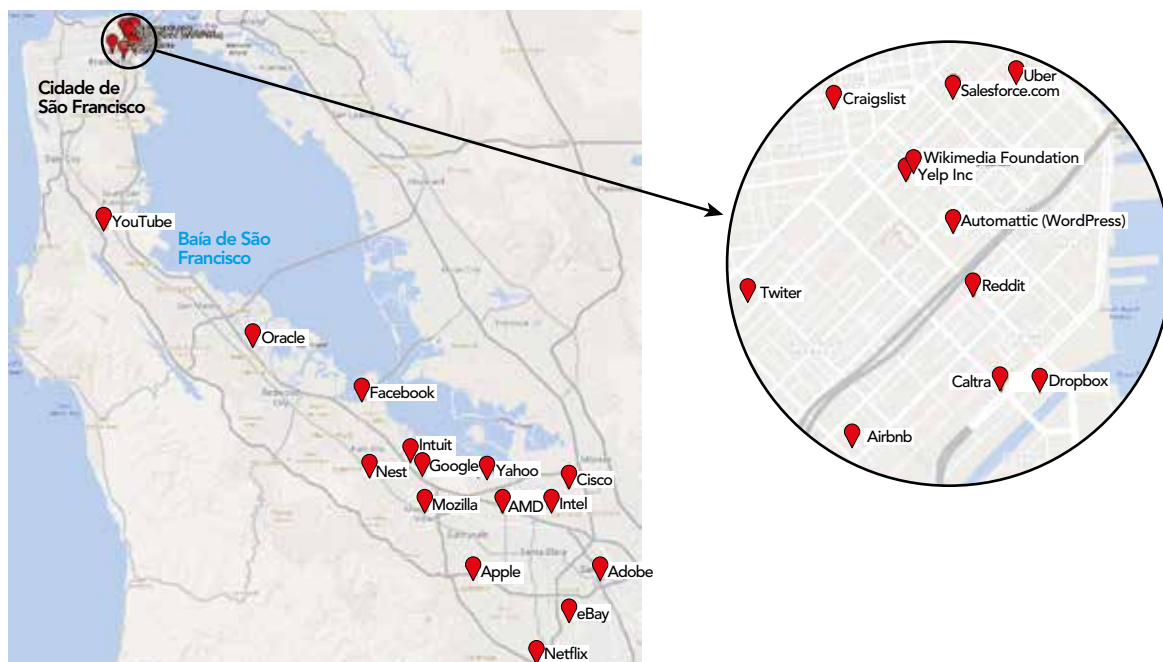 Cidade de
São Francisco
YouTube
Baía de São
Francisco
Oracle
Facebook
Intuit
Google
Nest
Yahoo
Cisco
Mozilla
AMD
Intel
Apple
Adobe
eBay
Netflix
Uber
Salesforce.com
Craigslist
Wikimedia Foundation
Yelp Inc
Automattic (WordPress)
Twiter
Reddit
Caltra
Dropbox
Airbnb